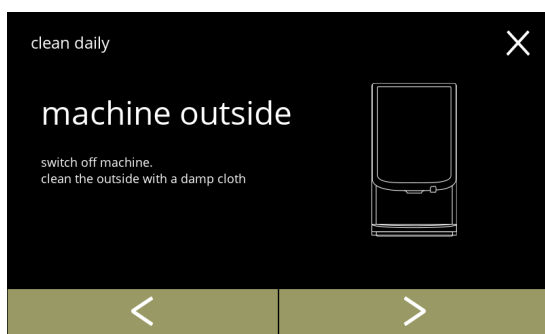 clean daily
machine outside
switch off machine.
clean the outside with a damp cloth